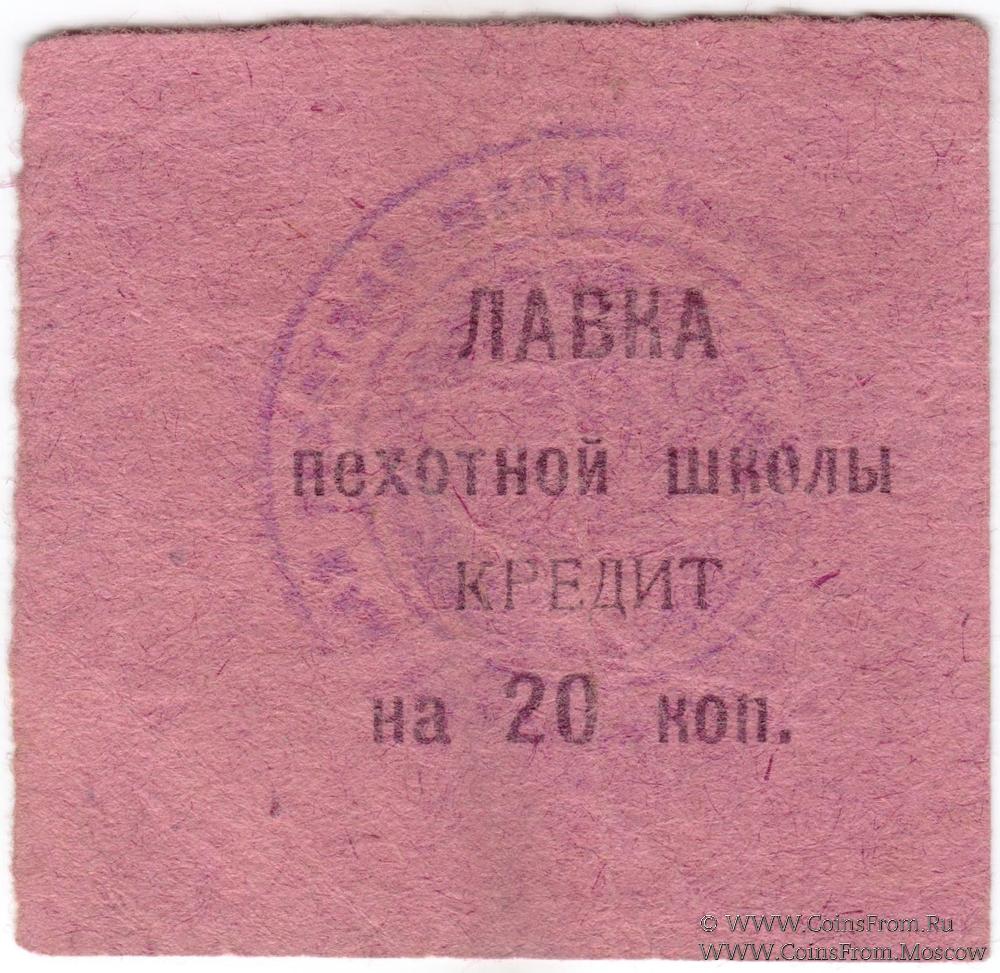 ЛАВКА
пехотной школы
КРЕДИТ
на 20 коп.
© WWW.CoinsFrom.Ru
WWW.CoinsFrom.Moscow